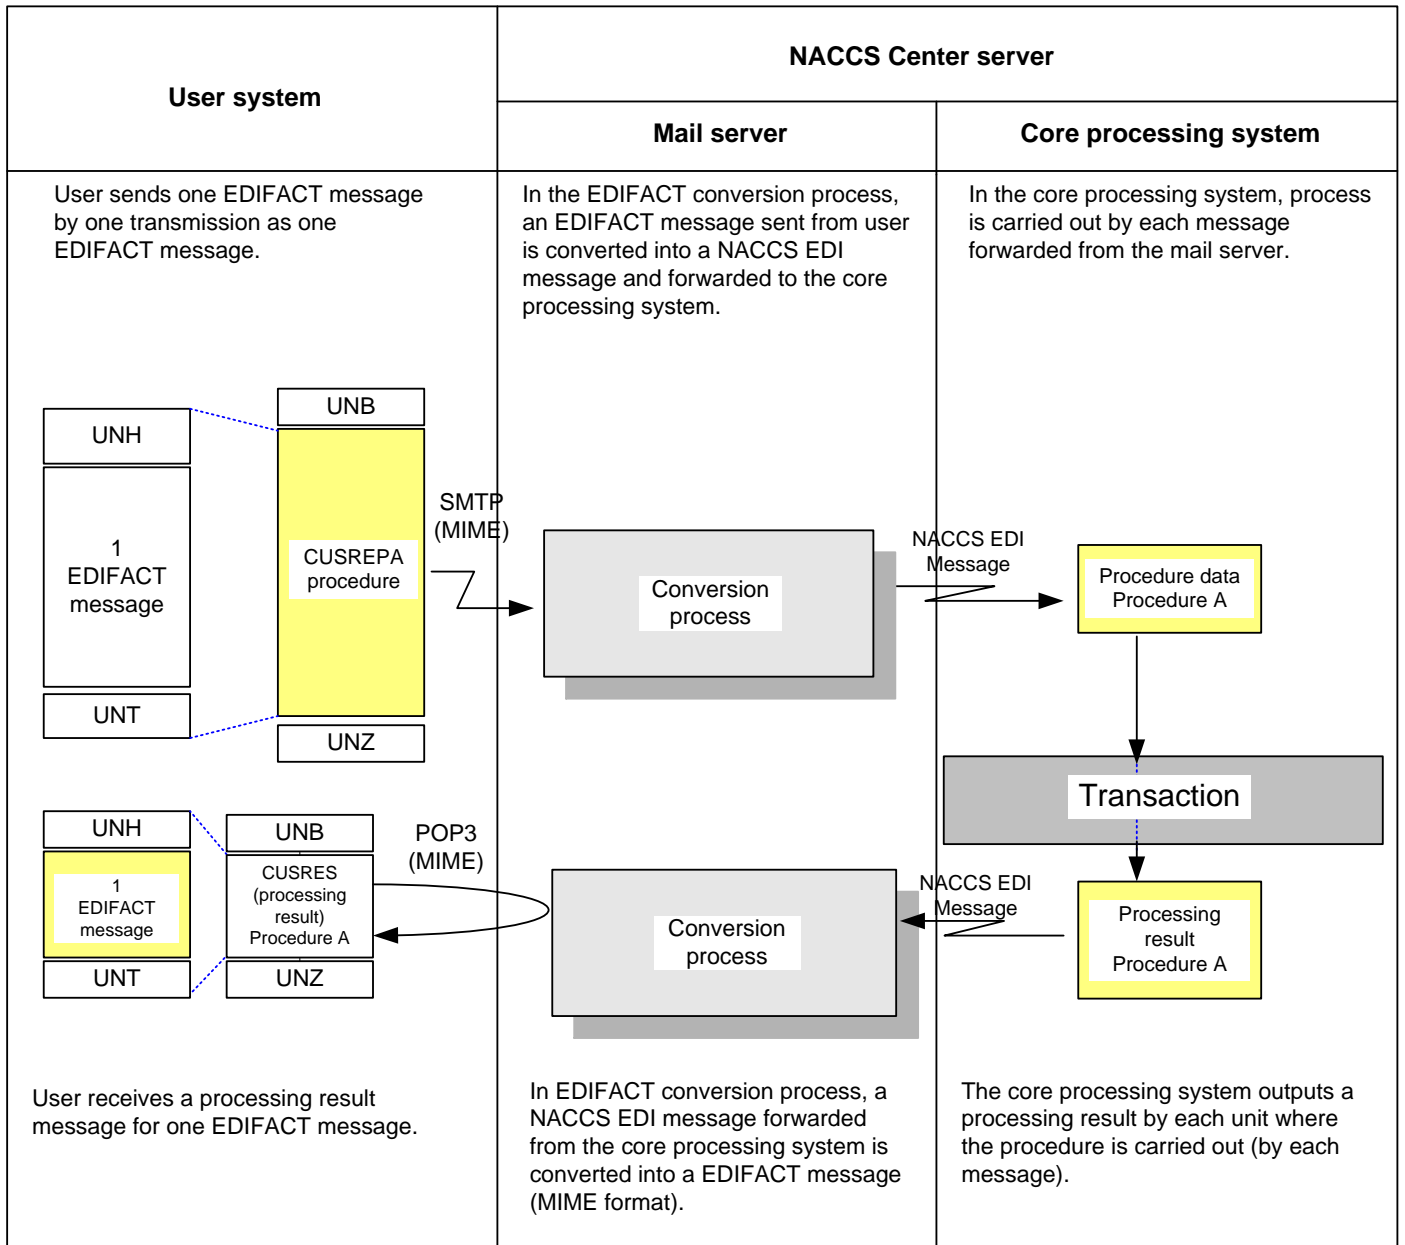 User system
NACCS Center server
Mail server
Core processing system
User sends one EDIFACT message
by one transmission as one
EDIFACT message.
In the EDIFACT conversion process,
an EDIFACT message sent from user
is converted into a NACCS EDI
message and forwarded to the core
processing system.
In the core processing system, process
is carried out by each message
forwarded from the mail server.
UNH
1
EDIFACT
message
UNT
UNB
CUSREPA
procedure
UNZ
SMTP
(MIME)
Conversion
process
NACCS EDI
Message
Procedure data
Procedure A
Transaction
UNH
1
EDIFACT
message
UNT
UNB
CUSRES
(processing
result)
Procedure A
UNZ
POP3
(MIME)
Conversion
process
NACCS EDI
Message
Processing
result
Procedure A
User receives a processing result
message for one EDIFACT message.
In EDIFACT conversion process, a
NACCS EDI message forwarded
from the core processing system is
converted into a EDIFACT message
(MIME format).
The core processing system outputs a
processing result by each unit where
the procedure is carried out (by each
message).